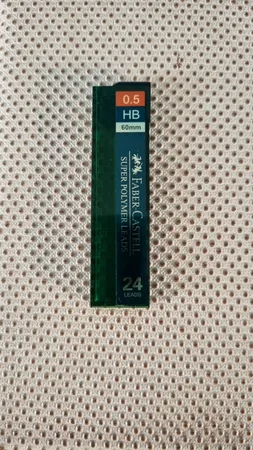 0.5
HB
60mm
FABER-CASTELL
SUPER POLYMER LEADS
24
LEADS